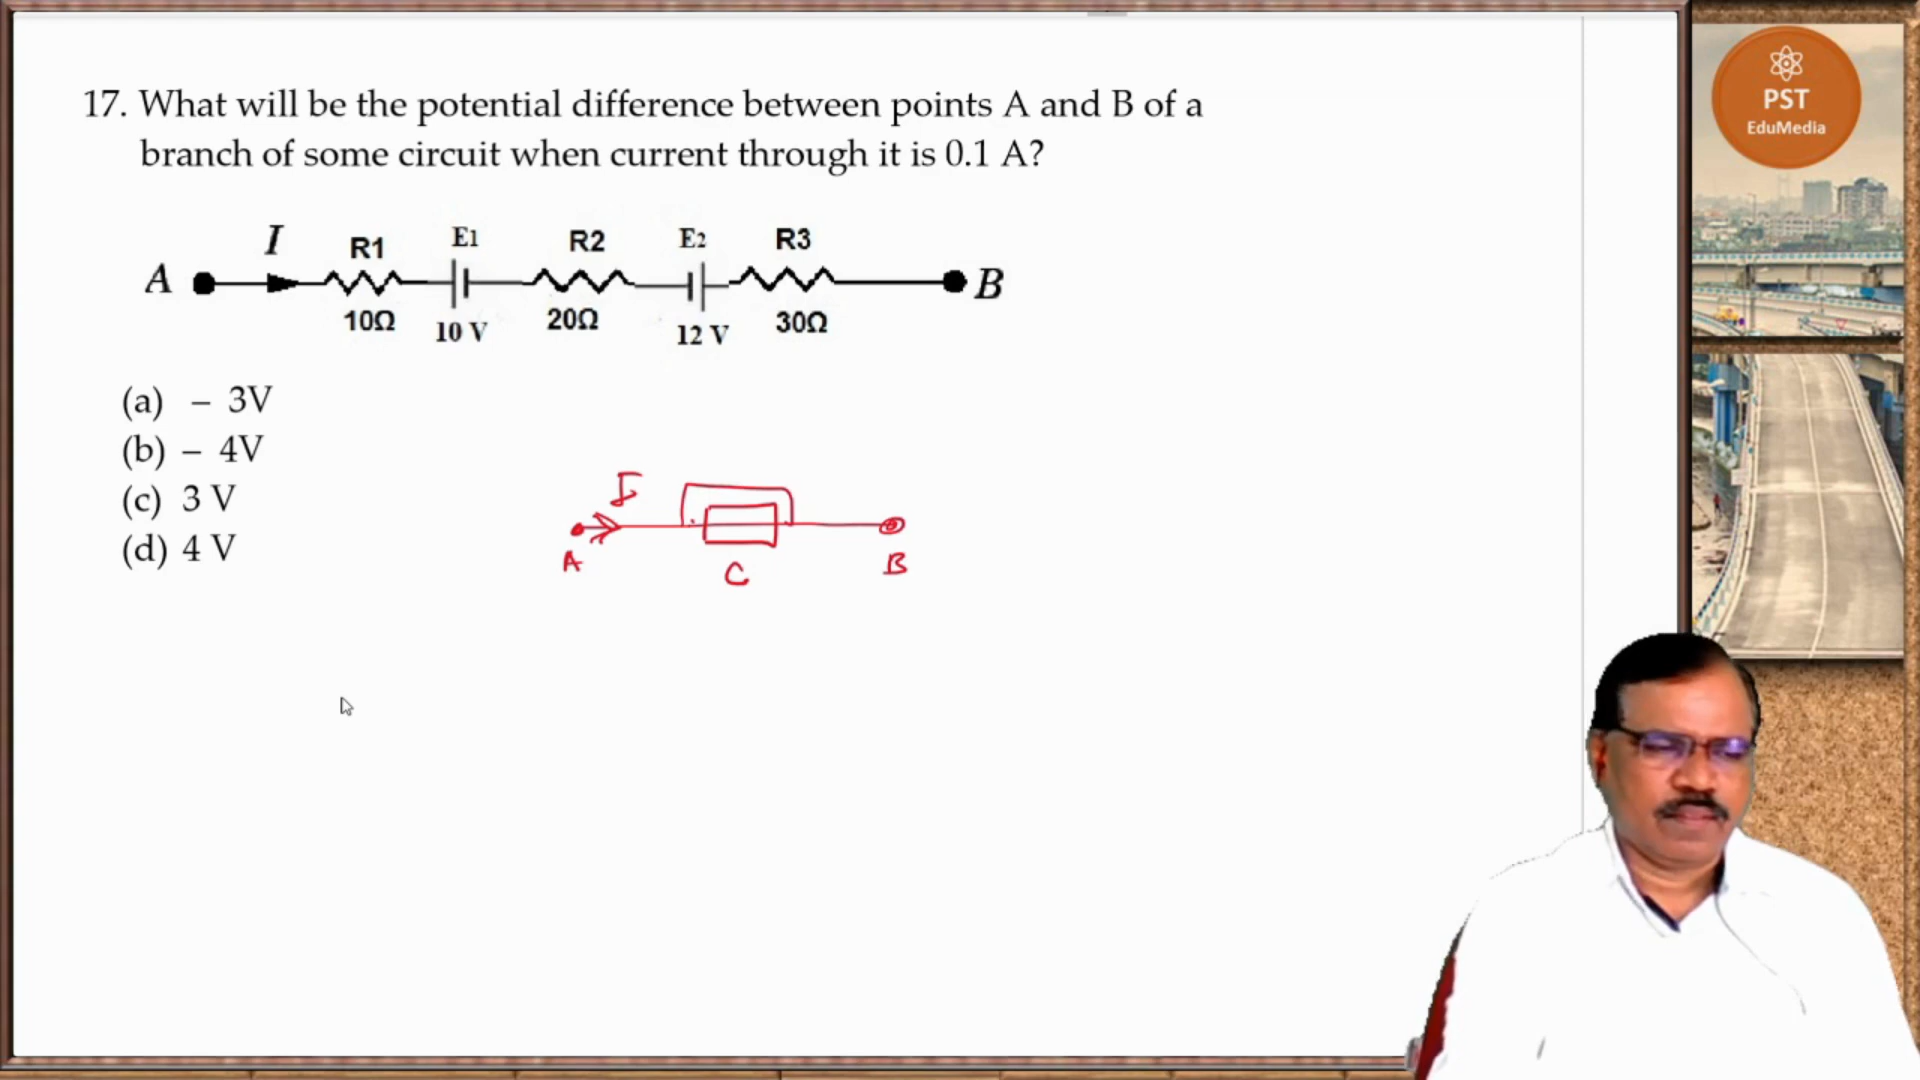 17. What will be the potential difference between points A and B of a
branch of some circuit when current through it is 0.1 A?
I R1 E1 R2 E2 R3
A B
10Ω 10 V 20Ω 12 V 30Ω
(a) – 3V
(b) – 4V
(c) 3 V
(d) 4 V
I
A C B
PST
EduMedia